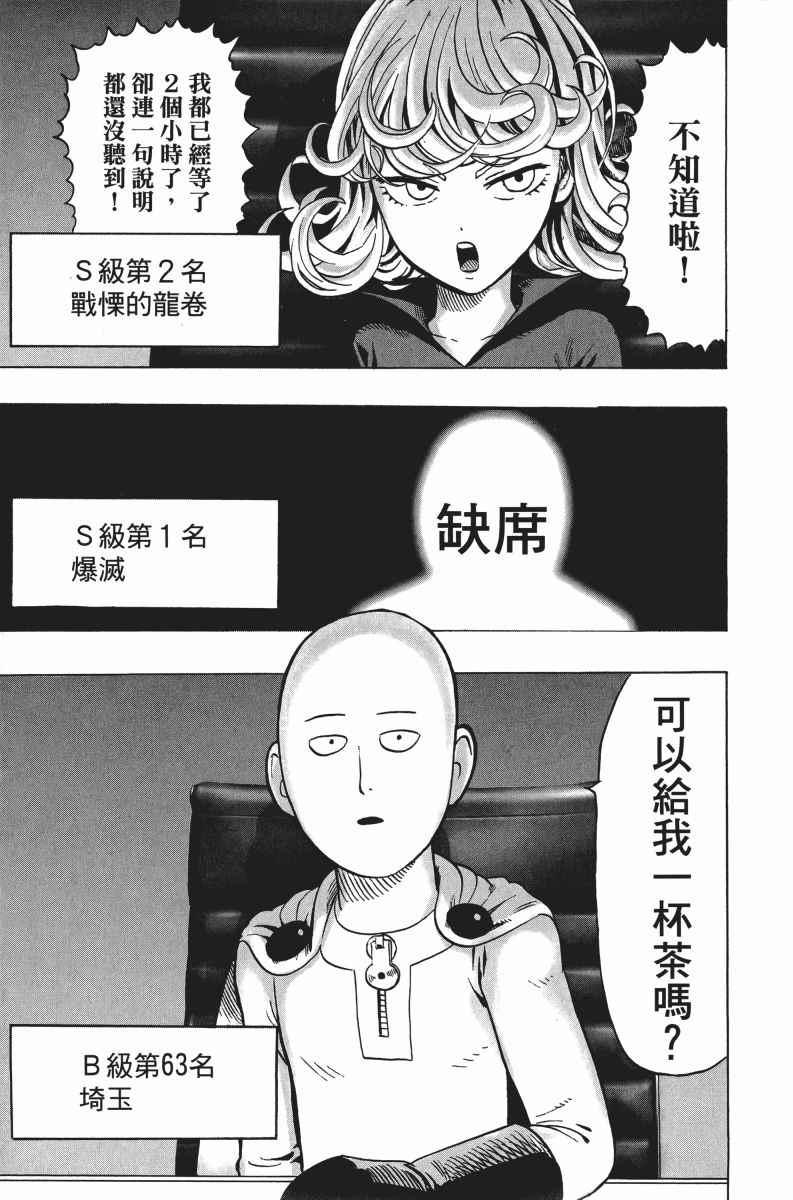 不知道啦！
我都已經等了
２個小時了，
卻連一句說明
都還沒聽到！
Ｓ級第２名
戰慄的龍卷
缺席
Ｓ級第１名
爆滅
可以給我一杯茶嗎？
Ｂ級第63名
埼玉